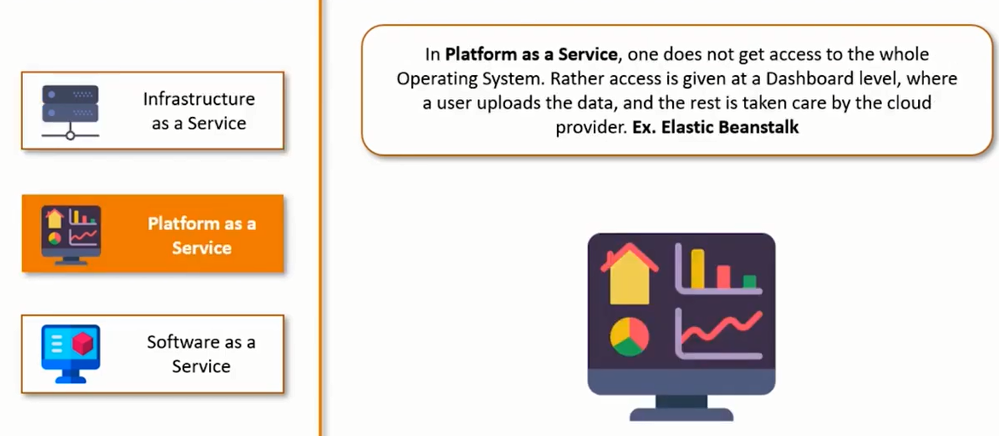 Infrastructure
as a Service
Platform as a
Service
Software as a
Service
In Platform as a Service, one does not get access to the whole
Operating System. Rather access is given at a Dashboard level, where
a user uploads the data, and the rest is taken care by the cloud
provider. Ex. Elastic Beanstalk